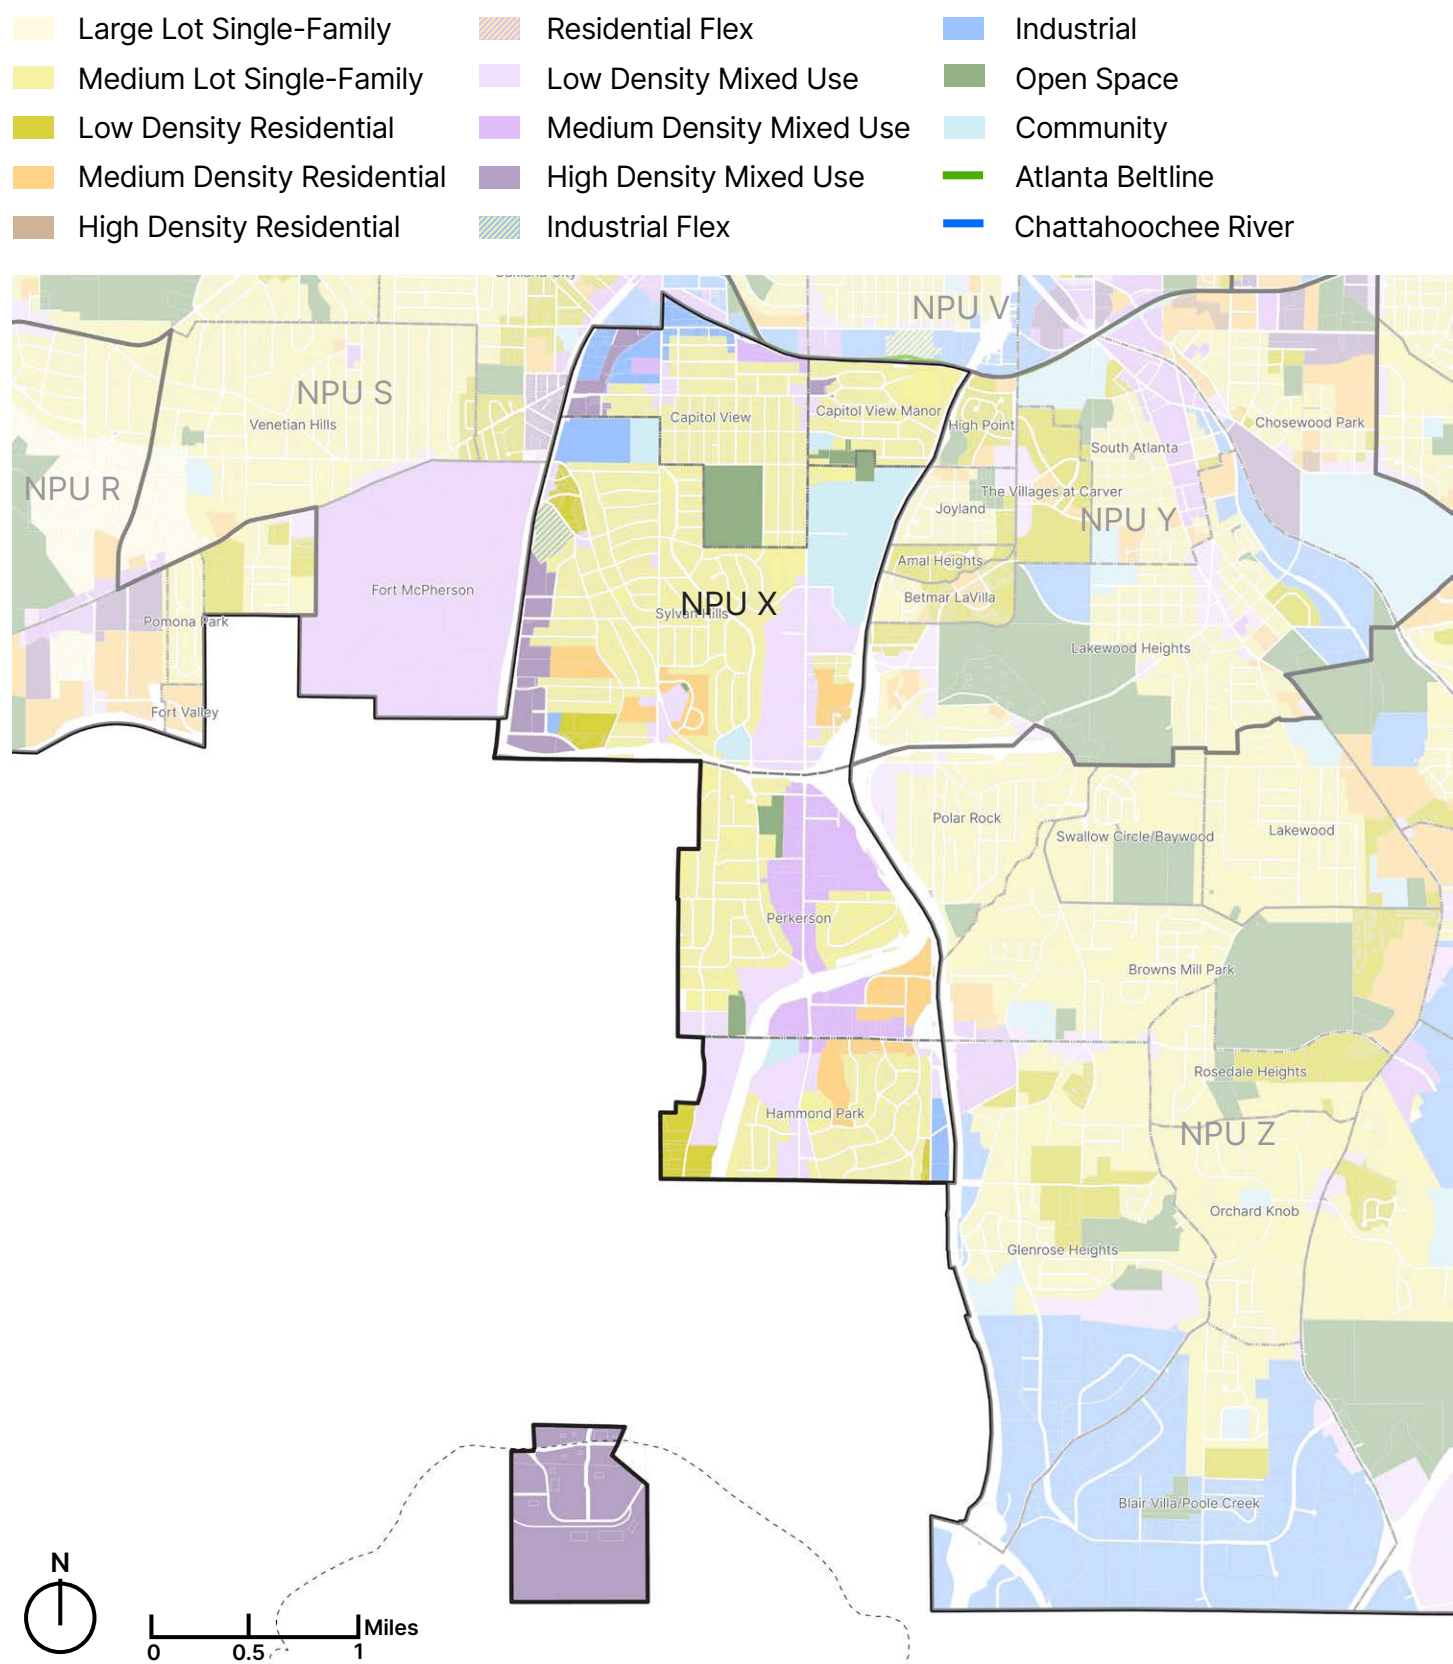 Large Lot Single-Family
Medium Lot Single-Family
Low Density Residential
Medium Density Residential
High Density Residential
Residential Flex
Low Density Mixed Use
Medium Density Mixed Use
High Density Mixed Use
Industrial Flex
Industrial
Open Space
Community
Atlanta Beltline
Chattahoochee River
Oakland City
NPU V
NPU S
Venetian Hills
Capitol View
Capitol View Manor
High Point
Chosewood Park
South Atlanta
NPU R
The Villages at Carver
Joyland
NPU Y
Amal Heights
Fort McPherson
Betmar LaVilla
NPU X
Sylvan Hills
Pomona Park
Lakewood Heights
Fort Valley
Polar Rock
Swallow Circle/Baywood
Lakewood
Perkerson
Browns Mill Park
Rosedale Heights
Hammond Park
NPU Z
Orchard Knob
Glenrose Heights
Blair Villa/Poole Creek
N
Miles
0
0.5
1